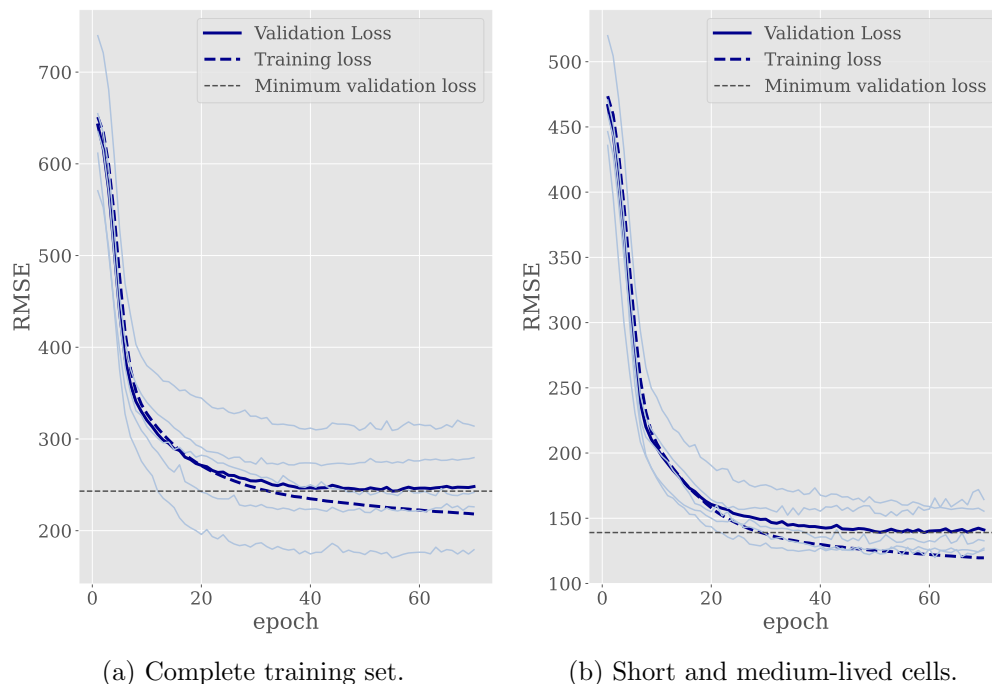 Validation Loss
Training loss
Minimum validation loss
700
600
500
400
300
200
RMSE
0 20 40 60
epoch
(a) Complete training set.
Validation Loss
Training loss
Minimum validation loss
500
450
400
350
300
250
200
150
100
RMSE
0 20 40 60
epoch
(b) Short and medium-lived cells.